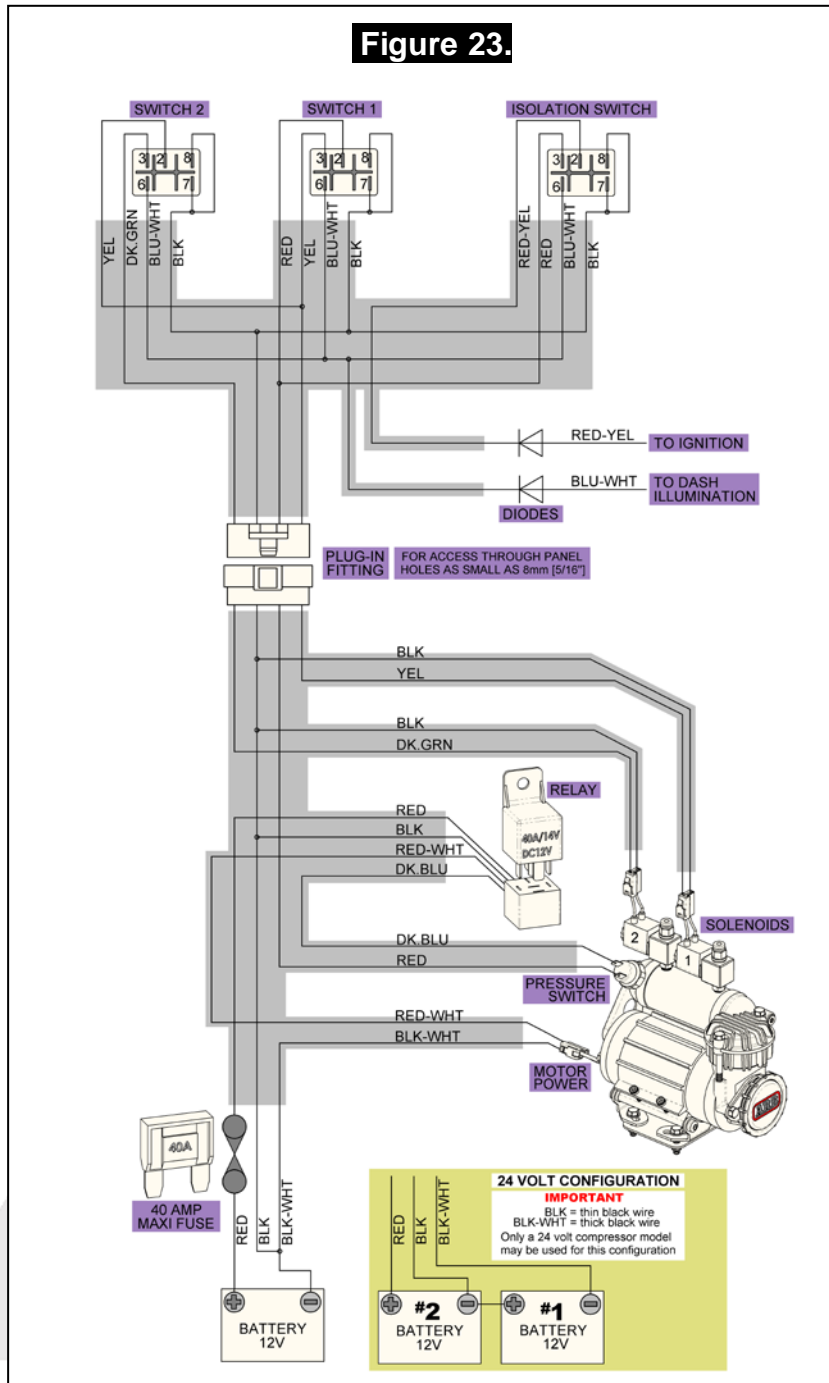 Figure 23.
SWITCH 2
SWITCH 1
ISOLATION SWITCH
3 2 8
6 7
3 2 8
6 7
3 2 8
6 7
YEL
DK.GRN
BLU-WHT
BLK
RED
YEL
BLU-WHT
BLK
RED-YEL
RED
BLU-WHT
BLK
RED-YEL
TO IGNITION
BLU-WHT
TO DASH
ILLUMINATION
DIODES
PLUG-IN
FITTING
FOR ACCESS THROUGH PANEL
HOLES AS SMALL AS 8mm [5/16"]
BLK
YEL
BLK
DK.GRN
RELAY
40A/14V
DC12V
RED
BLK
RED-WHT
DK.BLU
SOLENOIDS
2
1
DK.BLU
RED
PRESSURE
SWITCH
RED-WHT
BLK-WHT
MOTOR
POWER
ARB
40A
40 AMP
MAXI FUSE
RED
BLK
BLK-WHT
BATTERY
12V
24 VOLT CONFIGURATION
IMPORTANT
BLK = thin black wire
BLK-WHT = thick black wire
Only a 24 volt compressor model
may be used for this configuration
RED
BLK
BLK-WHT
#2
BATTERY
12V
#1
BATTERY
12V